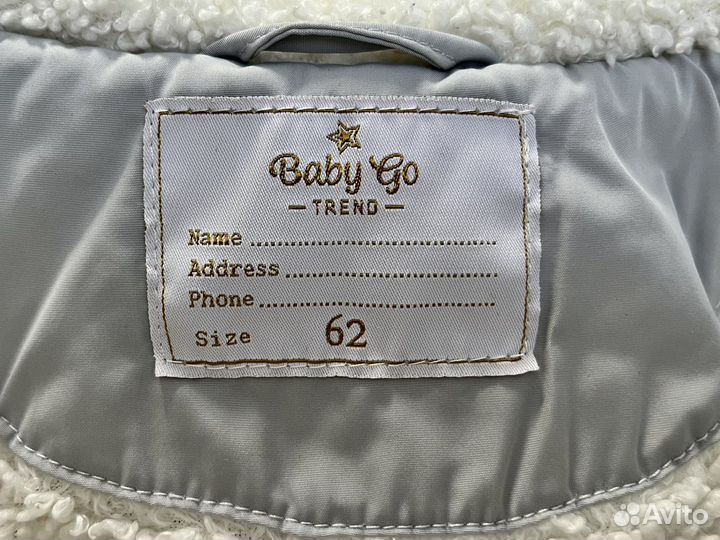 Baby Go
— TREND —
Name
Address
Phone
Size 62
Avito